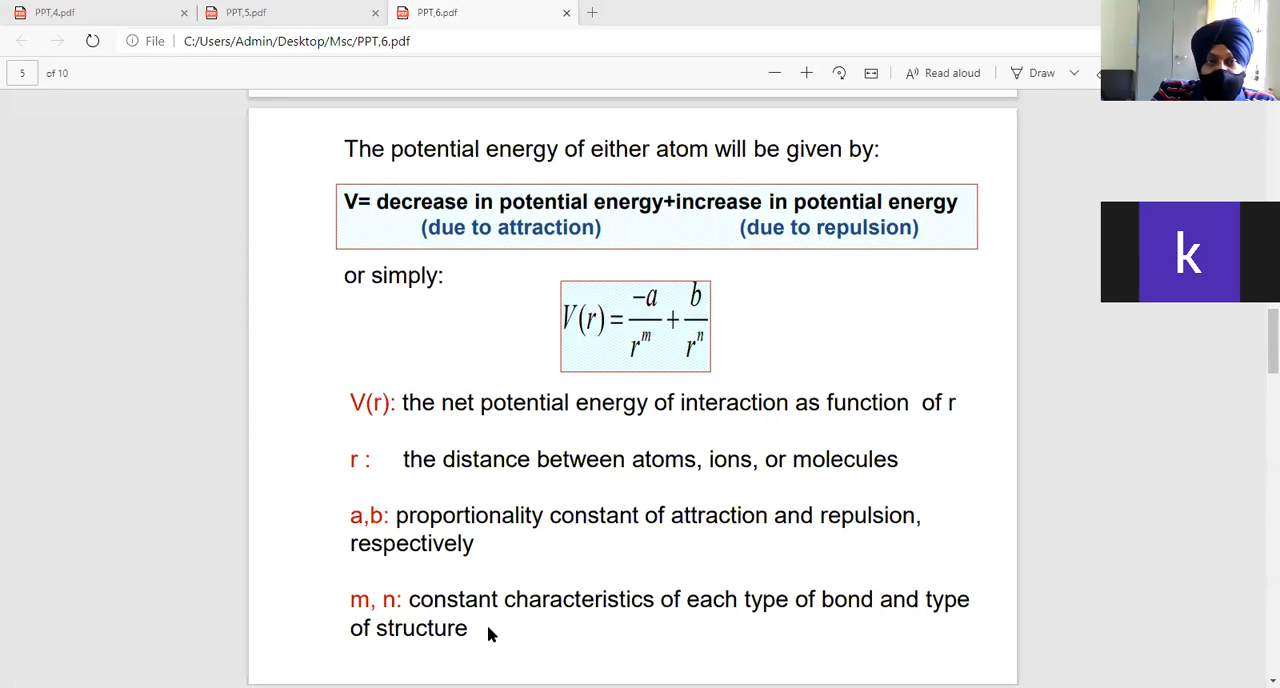 PPT,4.pdf
PPT,5.pdf
PPT,6.pdf
File
C:/Users/Admin/Desktop/Msc/PPT,6.pdf
5 of 10
Read aloud
Draw
The potential energy of either atom will be given by:
V= decrease in potential energy+increase in potential energy
(due to attraction) (due to repulsion)
or simply:
V(r) = −a/r^m + b/r^n
V(r): the net potential energy of interaction as function of r
r : the distance between atoms, ions, or molecules
a,b: proportionality constant of attraction and repulsion,
respectively
m, n: constant characteristics of each type of bond and type
of structure
k